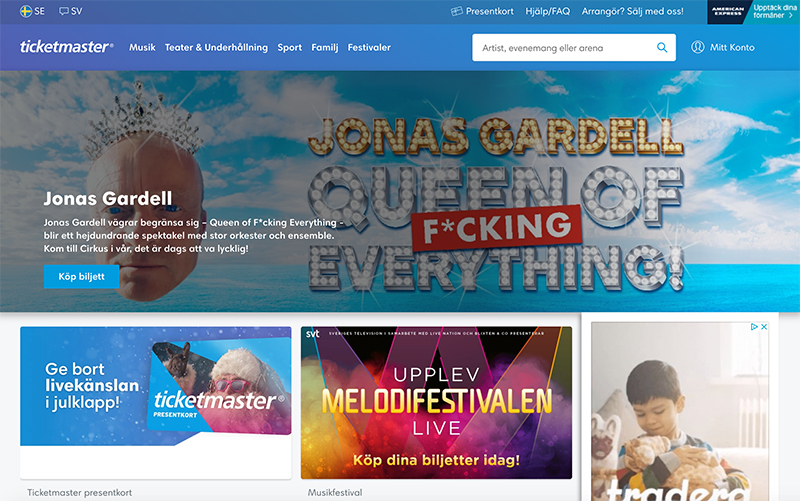 SE
SV
Presentkort
Hjälp/FAQ
Arrangör? Sälj med oss!
AMERICAN
EXPRESS
Upptäck dina
förmåner >
ticketmaster®
Musik
Teater & Underhållning
Sport
Familj
Festivaler
Artist, evenemang eller arena
Mitt Konto
JONAS GARDELL
QUEEN OF
F*CKING
EVERYTHING!
Jonas Gardell
Jonas Gardell vägrar begränsa sig – Queen of F*cking Everything -
blir ett hejdundrande spektakel med stor orkester och ensemble.
Kom till Cirkus i vår, det är dags att va lycklig!
Köp biljett
Ge bort
livekänslan
i julklapp!
ticketmaster®
PRESENTKORT
Ticketmaster presentkort
svt
SVERIGES TELEVISION I SAMARBETE MED LIVE NATION OCH BLIXTEN & CO PRESENTERAR
UPPLEV
MELODIFESTIVALEN
LIVE
Köp dina biljetter idag!
Musikfestival
tradera